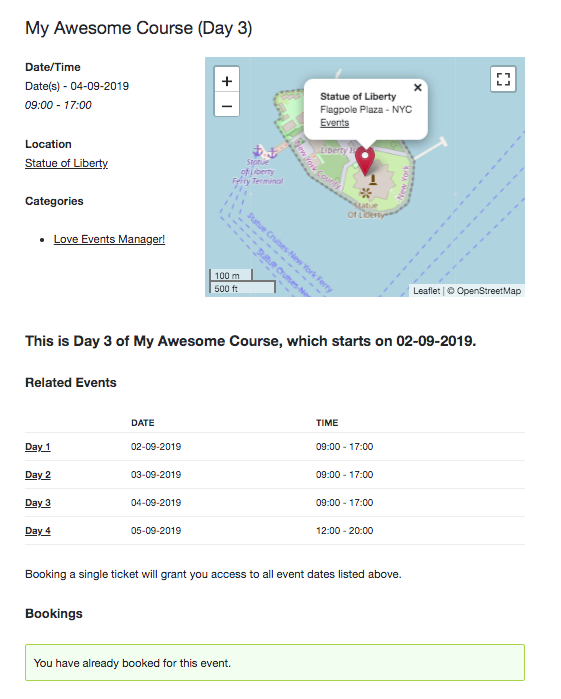 My Awesome Course (Day 3)
Date/Time
Date(s) - 04-09-2019
09:00 - 17:00
Location
Statue of Liberty
Categories
Love Events Manager!
+
−
Statue of Liberty
Flagpole Plaza - NYC
Events
×
Liberty
New York County
New York
Statue
of Liberty
Ferry Terminal
Statue
Of Liberty
Statue Cruises New York Ferry
Statue Cruises
100 m
500 ft
Leaflet | © OpenStreetMap
This is Day 3 of My Awesome Course, which starts on 02-09-2019.
Related Events
DATE TIME
Day 1 02-09-2019 09:00 - 17:00
Day 2 03-09-2019 09:00 - 17:00
Day 3 04-09-2019 09:00 - 17:00
Day 4 05-09-2019 12:00 - 20:00
Booking a single ticket will grant you access to all event dates listed above.
Bookings
You have already booked for this event.